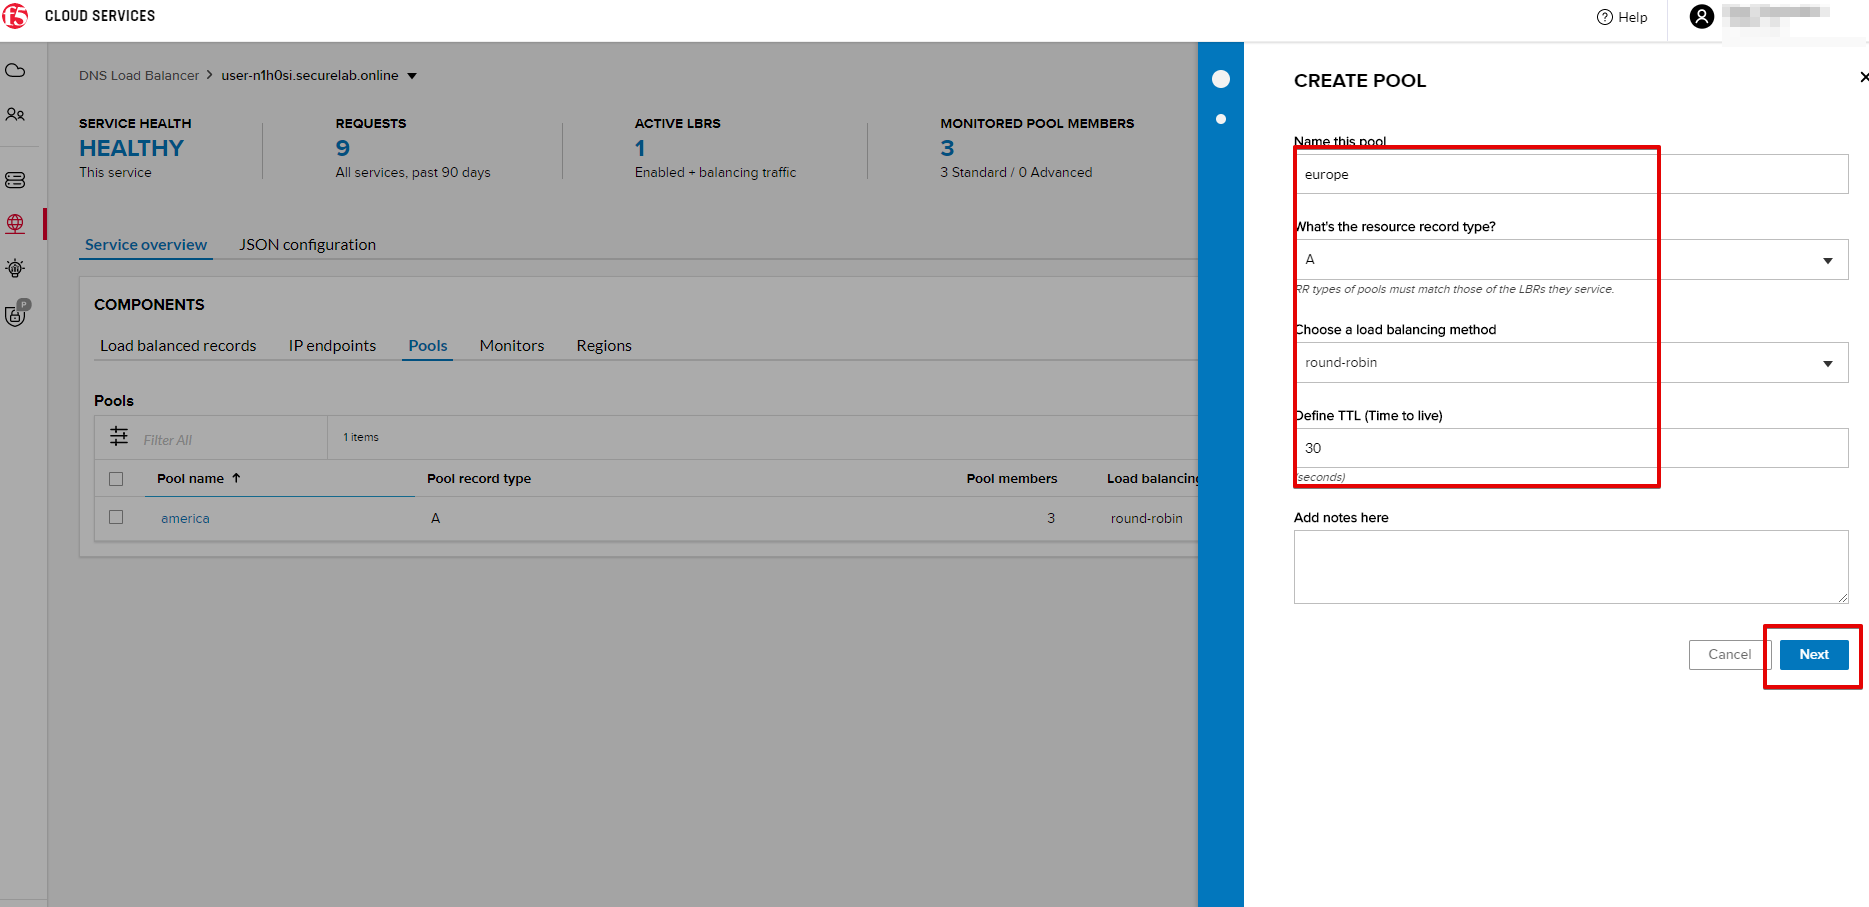 f5 CLOUD SERVICES
Help
DNS Load Balancer > user-n1h0si.securelab.online
SERVICE HEALTH
HEALTHY
This service
REQUESTS
9
All services, past 90 days
ACTIVE LBRS
1
Enabled + balancing traffic
MONITORED POOL MEMBERS
3
3 Standard / 0 Advanced
Service overview JSON configuration
COMPONENTS
Load balanced records IP endpoints Pools Monitors Regions
Pools
Filter All 1 items
Pool name ↑ Pool record type Pool members Load balancing
america A 3 round-robin
P
CREATE POOL
Name this pool
europe
What's the resource record type?
A
RR types of pools must match those of the LBRs they service.
Choose a load balancing method
round-robin
Define TTL (Time to live)
30
(seconds)
Add notes here
Cancel Next